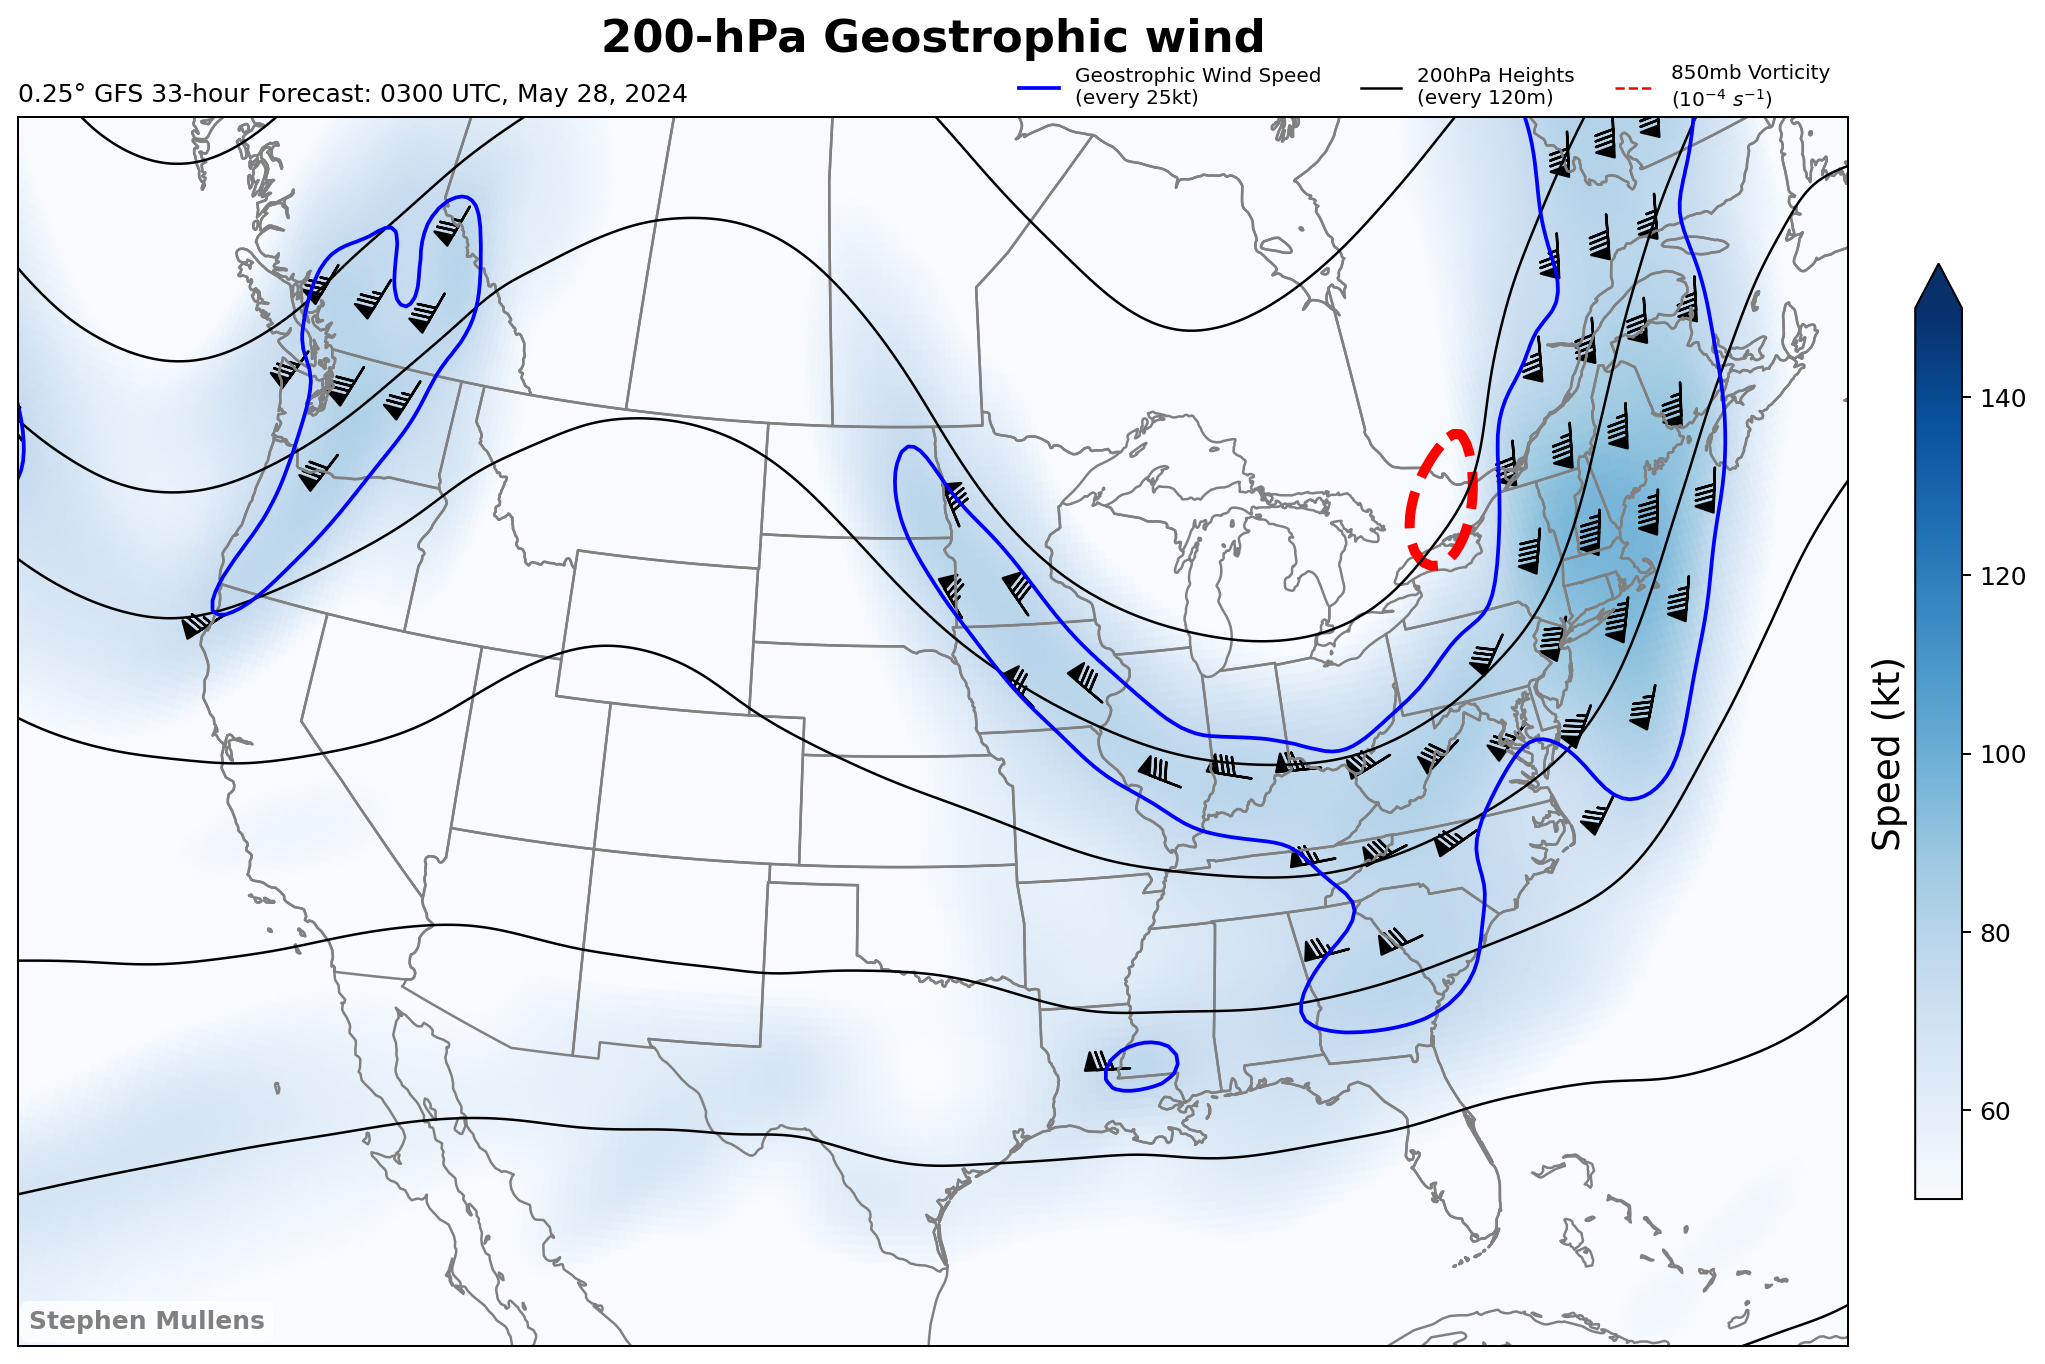 200-hPa Geostrophic wind
0.25° GFS 33-hour Forecast: 0300 UTC, May 28, 2024
Geostrophic Wind Speed
(every 25kt)
200hPa Heights
(every 120m)
850mb Vorticity
(10⁻⁴ s⁻¹)
140
120
100
80
60
Speed (kt)
Stephen Mullens